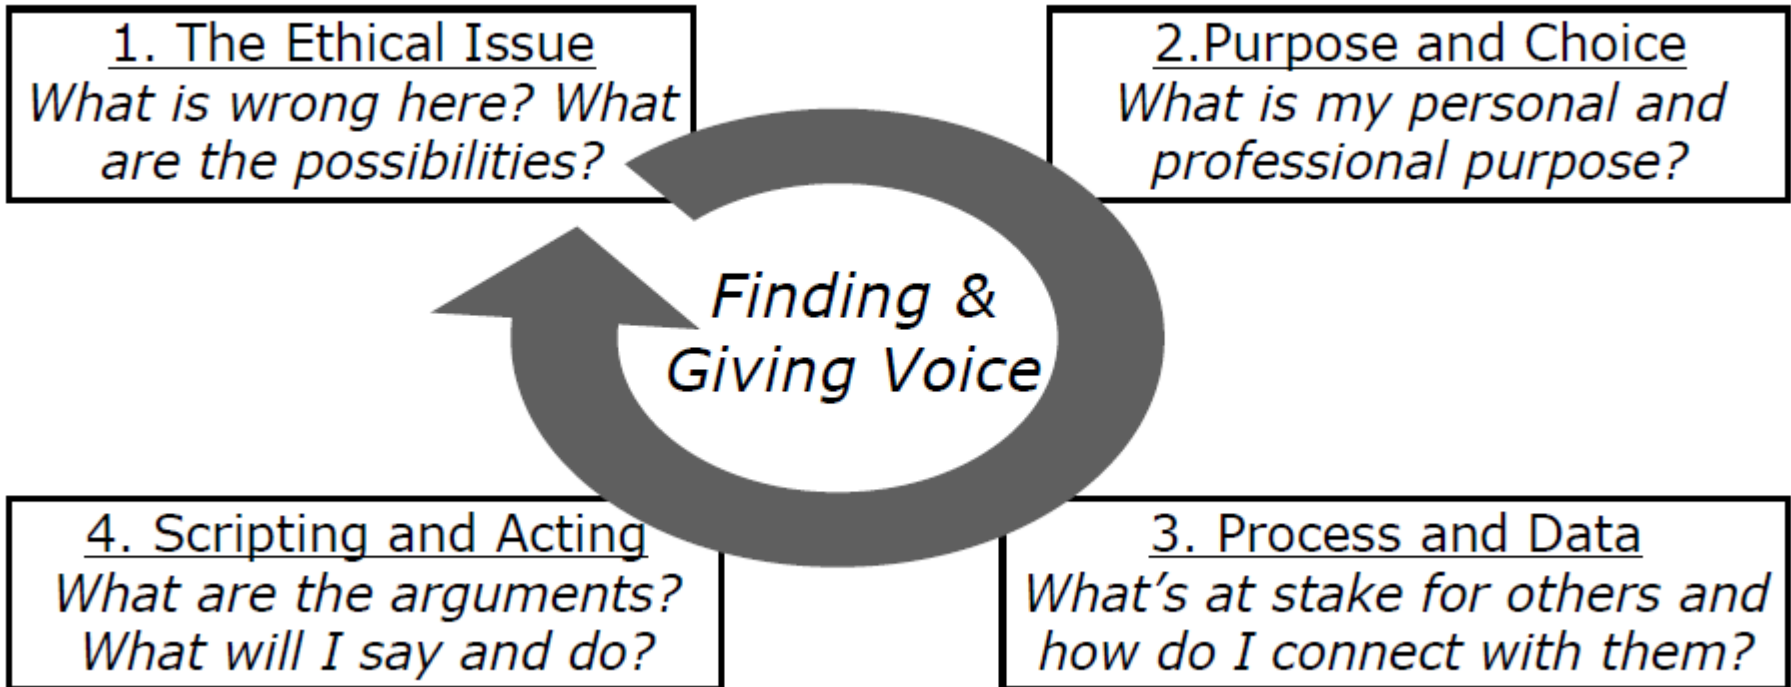 1. The Ethical Issue
What is wrong here? What
are the possibilities?
2.Purpose and Choice
What is my personal and
professional purpose?
Finding &
Giving Voice
4. Scripting and Acting
What are the arguments?
What will I say and do?
3. Process and Data
What's at stake for others and
how do I connect with them?